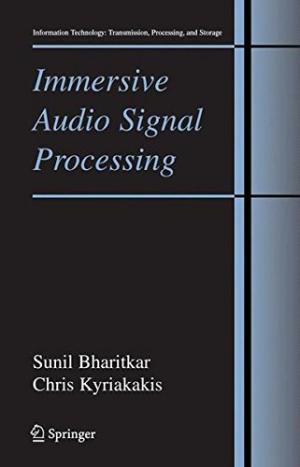 Information Technology: Transmission, Processing, and Storage
Immersive
Audio Signal
Processing
Sunil Bharitkar
Chris Kyriakakis
Springer